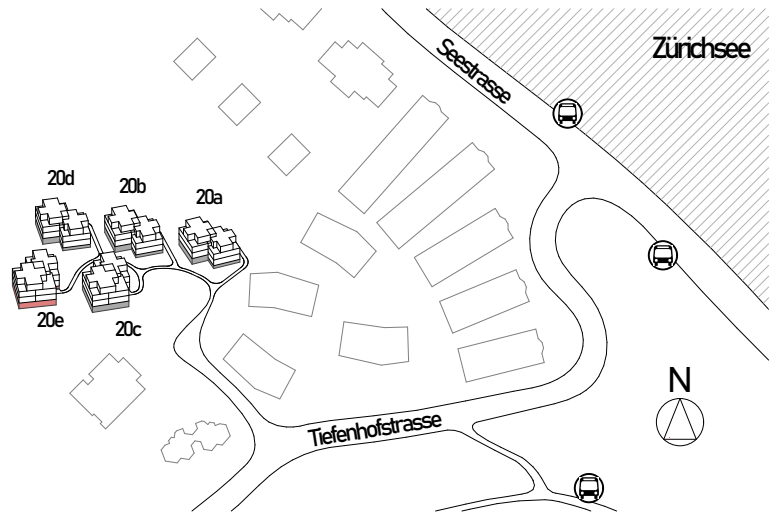 Zürichsee
Seestrasse
20d
20b
20a
20e
20c
N
Tiefenhofstrasse